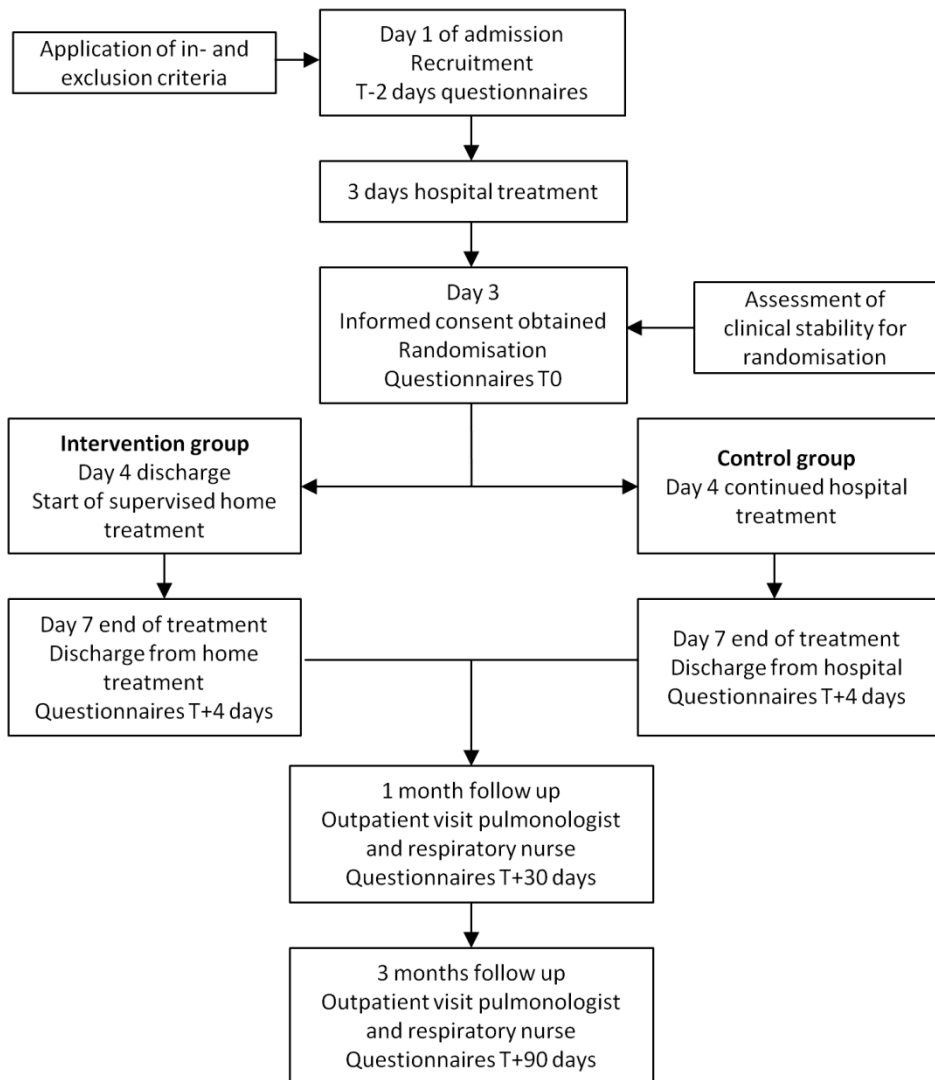 Application of in- and
exclusion criteria
Day 1 of admission
Recruitment
T-2 days questionnaires
3 days hospital treatment
Day 3
Informed consent obtained
Randomisation
Questionnaires T0
Assessment of
clinical stability for
randomisation
Intervention group
Day 4 discharge
Start of supervised home
treatment
Control group
Day 4 continued hospital
treatment
Day 7 end of treatment
Discharge from home
treatment
Questionnaires T+4 days
Day 7 end of treatment
Discharge from hospital
Questionnaires T+4 days
1 month follow up
Outpatient visit pulmonologist
and respiratory nurse
Questionnaires T+30 days
3 months follow up
Outpatient visit pulmonologist
and respiratory nurse
Questionnaires T+90 days